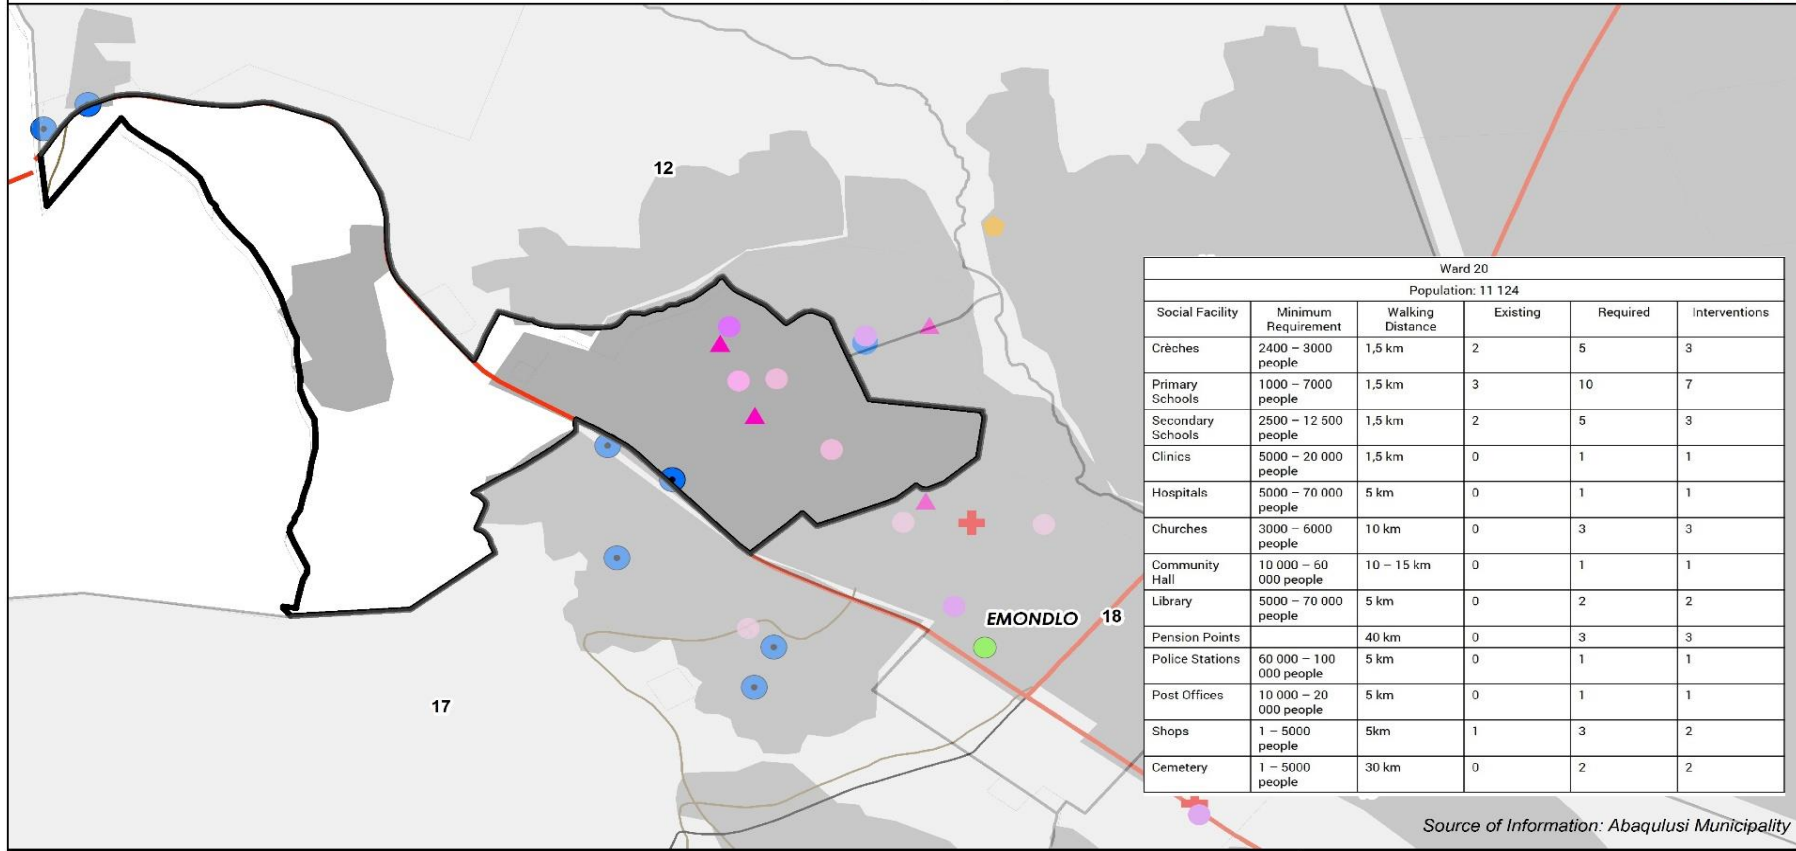 12
Ward 20
Population: 11 124
Social Facility Minimum Requirement Walking Distance Existing Required Interventions
Crèches 2400 – 3000 people 1,5 km 2 5 3
Primary Schools 1000 – 7000 people 1,5 km 3 10 7
Secondary Schools 2500 – 12 500 people 1,5 km 2 5 3
Clinics 5000 – 20 000 people 1,5 km 0 1 1
Hospitals 5000 – 70 000 people 5 km 0 1 1
Churches 3000 – 6000 people 10 km 0 3 3
Community Hall 10 000 – 60 000 people 10 – 15 km 0 1 1
Library 5000 – 70 000 people 5 km 0 2 2
Pension Points 40 km 0 3 3
Police Stations 60 000 – 100 000 people 5 km 0 1 1
Post Offices 10 000 – 20 000 people 5 km 0 1 1
Shops 1 – 5000 people 5km 1 3 2
Cemetery 1 – 5000 people 30 km 0 2 2
EMONDLO 18
17
Source of Information: Abaqulusi Municipality